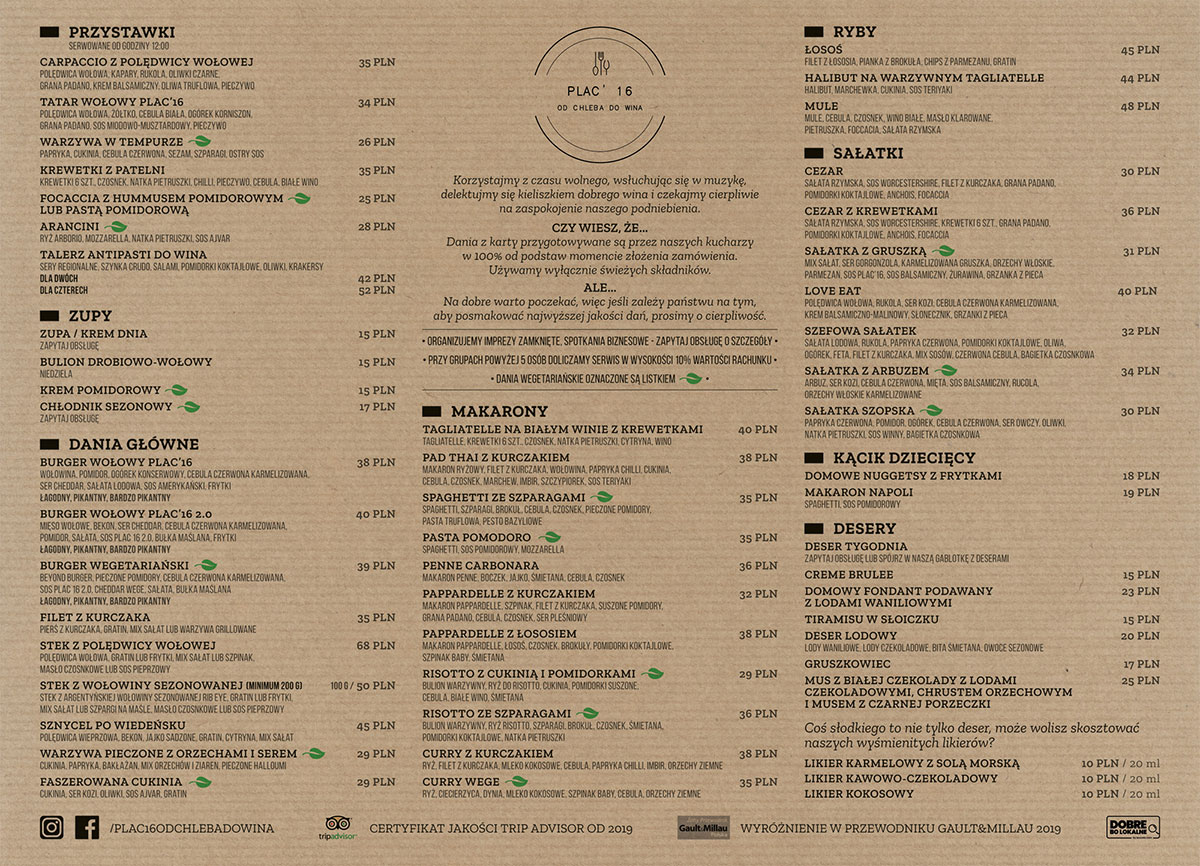 PRZYSTAWKI
SERWOWANE OD GODZINY 12:00
CARPACCIO Z POLĘDWICY WOŁOWEJ 35 PLN
POLĘDWICA WOŁOWA, KAPARY, RUKOLA, OLIWKI CZARNE,
GRANA PADANO, KREM BALSAMICZNY, OLIWA TRUFLOWA, PIECZYWO
TATAR WOŁOWY PLAC'16 34 PLN
POLĘDWICA WOŁOWA, ŻÓŁTKO, CEBULA BIAŁA, OGÓREK KORNISZON,
GRANA PADANO, SOS MIODOWO-MUSZTARDOWY, PIECZYWO
WARZYWA W TEMPURZE 26 PLN
PAPRYKA, CUKINIA, CEBULA CZERWONA, SEZAM, SZPARAGI, OSTRY SOS
KREWETKI Z PATELNI 35 PLN
KREWETKI 6 SZT., CZOSNEK, NATKA PIETRUSZKI, CHILLI, PIECZYWO, CEBULA, BIAŁE WINO
FOCACCIA Z HUMMUSEM POMIDOROWYM 25 PLN
LUB PASTĄ POMIDOROWĄ
ARANCINI 28 PLN
RYŻ ARBORIO, MOZZARELLA, NATKA PIETRUSZKI, SOS AJVAR
TALERZ ANTIPASTI DO WINA
SERY REGIONALNE, SZYNKA CRUDO, SALAMI, POMIDORKI KOKTAJLOWE, OLIWKI, KRAKERSY
DLA DWÓCH 42 PLN
DLA CZTERECH 52 PLN
ZUPY
ZUPA / KREM DNIA 15 PLN
ZAPYTAJ OBSŁUGĘ
BULION DROBIOWO-WOŁOWY 15 PLN
NIEDZIELA
KREM POMIDOROWY 15 PLN
CHŁODNIK SEZONOWY 17 PLN
ZAPYTAJ OBSŁUGĘ
DANIA GŁÓWNE
BURGER WOŁOWY PLAC'16 38 PLN
WOŁOWINA, POMIDOR, OGÓREK KONSERWOWY, CEBULA CZERWONA KARMELIZOWANA,
SER CHEDDAR, SAŁATA LODOWA, SOS AMERYKAŃSKI, FRYTKI
ŁAGODNY, PIKANTNY, BARDZO PIKANTNY
BURGER WOŁOWY PLAC'16 2.0 40 PLN
MIĘSO WOŁOWE, BEKON, SER CHEDDAR, CEBULA CZERWONA KARMELIZOWANA,
POMIDOR, SAŁATA, SOS PLAC 16 2.0. BUŁKA MAŚLANA, FRYTKI
ŁAGODNY, PIKANTNY, BARDZO PIKANTNY
BURGER WEGETARIAŃSKI 39 PLN
BEYOND BURGER, PIECZONE POMIDORY, CEBULA CZERWONA KARMELIZOWANA,
SOS PLAC 16 2.0, CHEDDAR WEGE, SAŁATA, BUŁKA MAŚLANA
ŁAGODNY, PIKANTNY, BARDZO PIKANTNY
FILET Z KURCZAKA 35 PLN
PIERŚ Z KURCZAKA, GRATIN, MIX SAŁAT LUB WARZYWA GRILLOWANE
STEK Z POLĘDWICY WOŁOWEJ 68 PLN
POLĘDWICA WOŁOWA, GRATIN LUB FRYTKI, MIX SAŁAT LUB SZPINAK,
MASŁO CZOSNKOWE LUB SOS PIEPRZOWY
STEK Z WOŁOWINY SEZONOWANEJ (MINIMUM 200 G) 100 G / 50 PLN
STEK Z ARGENTYŃSKIEJ WOŁOWINY SEZONOWANEJ RIB EYE, GRATIN LUB FRYTKI,
MIX SAŁAT LUB SZPARGI NA MAŚLE, MASŁO CZOSNKOWE LUB SOS PIEPRZOWY
SZNYCEL PO WIEDEŃSKU 45 PLN
POLĘDWICA WIEPRZOWA, BEKON, JAJKO SADZONE, GRATIN, CYTRYNA, MIX SAŁAT
WARZYWA PIECZONE Z ORZECHAMI I SEREM 29 PLN
CUKINIA, PAPRYKA, BAKŁAŻAN, MIX ORZECHÓW I ZIAREN, PIECZONE HALLOUMI
FASZEROWANA CUKINIA 29 PLN
CUKINIA, SER KOZI, OLIWKI, SOS AJVAR, GRATIN
PLAC' 16
OD CHLEBA DO WINA
Korzystajmy z czasu wolnego, wsłuchując się w muzykę,
delektujmy się kieliszkiem dobrego wina i czekajmy cierpliwie
na zaspokojenie naszego podniebienia.
CZY WIESZ, ŻE...
Dania z karty przygotowywane są przez naszych kucharzy
w 100% od podstaw momencie złożenia zamówienia.
Używamy wyłącznie świeżych składników.
ALE...
Na dobre warto poczekać, więc jeśli zależy państwu na tym,
aby posmakować najwyższej jakości dań, prosimy o cierpliwość.
• ORGANIZUJEMY IMPREZY ZAMKNIĘTE, SPOTKANIA BIZNESOWE - ZAPYTAJ OBSŁUGĘ O SZCZEGÓŁY •
• PRZY GRUPACH POWYŻEJ 5 OSÓB DOLICZAMY SERWIS W WYSOKOŚCI 10% WARTOŚCI RACHUNKU •
• DANIA WEGETARIAŃSKIE OZNACZONE SĄ LISTKIEM •
MAKARONY
TAGLIATELLE NA BIAŁYM WINIE Z KREWETKAMI 40 PLN
TAGLIATELLE, KREWETKI 6 SZT., CZOSNEK, NATKA PIETRUSZKI, CYTRYNA, WINO
PAD THAI Z KURCZAKIEM 38 PLN
MAKARON RYŻOWY, FILET Z KURCZAKA, WOŁOWINA, PAPRYKA CHILLI, CUKINIA,
CEBULA, CZOSNEK, MARCHEW, IMBIR, SZCZYPIOREK, SOS TERIYAKI
SPAGHETTI ZE SZPARAGAMI 35 PLN
SPAGHETTI, SZPARAGI, BROKUŁ, CEBULA, CZOSNEK, PIECZONE POMIDORY,
PASTA TRUFLOWA, PESTO BAZYLIOWE
PASTA POMODORO 35 PLN
SPAGHETTI, SOS POMIDOROWY, MOZZARELLA
PENNE CARBONARA 36 PLN
MAKARON PENNE, BOCZEK, JAJKO, ŚMIETANA, CEBULA, CZOSNEK
PAPPARDELLE Z KURCZAKIEM 32 PLN
MAKARON PAPPARDELLE, SZPINAK, FILET Z KURCZAKA, SUSZONE POMIDORY,
GRANA PADANO, CEBULA, CZOSNEK, SER PLEŚNIOWY
PAPPARDELLE Z ŁOSOSIEM 38 PLN
MAKARON PAPPARDELLE, ŁOSOŚ, CZOSNEK, BROKUŁY, POMIDORKI KOKTAJLOWE,
SZPINAK BABY, ŚMIETANA
RISOTTO Z CUKINIĄ I POMIDORKAMI 29 PLN
BULION WARZYWNY, RYŻ DO RISOTTO, CUKINIA, POMIDORKI SUSZONE,
CEBULA, BIAŁE WINO, ŚMIETANA
RISOTTO ZE SZPARAGAMI 36 PLN
BULION WARZYWNY, RYŻ RISOTTO, SZPARAGI, BROKUŁ, CZOSNEK, ŚMIETANA,
POMIDORKI KOKTAJLOWE, NATKA PIETRUSZKI
CURRY Z KURCZAKIEM 38 PLN
RYŻ, FILET Z KURCZAKA, MLEKO KOKOSOWE, CEBULA, PAPRYKA CHILLI, IMBIR, ORZECHY ZIEMNE
CURRY WEGE 35 PLN
RYŻ, CIECIERZYCA, DYNIA, MLEKO KOKOSOWE, SZPINAK BABY, CEBULA, ORZECHY ZIEMNE
RYBY
ŁOSOŚ 45 PLN
FILET Z ŁOSOSIA, PIANKA Z BROKUŁA, CHIPS Z PARMEZANU, GRATIN
HALIBUT NA WARZYWNYM TAGLIATELLE 44 PLN
HALIBUT, MARCHEWKA, CUKINIA, SOS TERIYAKI
MULE 48 PLN
MULE, CEBULA, CZOSNEK, WINO BIAŁE, MASŁO KLAROWANE,
PIETRUSZKA, FOCCACIA, SAŁATA RZYMSKA
SAŁATKI
CEZAR 30 PLN
SAŁATA RZYMSKA, SOS WORCESTERSHIRE, FILET Z KURCZAKA, GRANA PADANO,
POMIDORKI KOKTAJLOWE, ANCHOIS, FOCACCIA
CEZAR Z KREWETKAMI 36 PLN
SAŁATA RZYMSKA, SOS WORCESTERSHIRE, KREWETKI 6 SZT., GRANA PADANO,
POMIDORKI KOKTAJLOWE, ANCHOIS, FOCACCIA
SAŁATKA Z GRUSZKĄ 31 PLN
MIX SAŁAT, SER GORGONZOLA, KARMELIZOWANA GRUSZKA, ORZECHY WŁOSKIE,
PARMEZAN, SOS PLAC'16, SOS BALSAMICZNY, ŻURAWINA, GRZANKA Z PIECA
LOVE EAT 40 PLN
POLĘDWICA WOŁOWA, RUKOLA, SER KOZI, CEBULA CZERWONA KARMELIZOWANA,
KREM BALSAMICZNO-MALINOWY, SŁONECZNIK, GRZANKI Z PIECA
SZEFOWA SAŁATEK 32 PLN
SAŁATA LODOWA, RUKOLA, PAPRYKA CZERWONA, POMIDORKI KOKTAJLOWE, OLIWA,
OGÓREK, FETA, FILET Z KURCZAKA, MIX SOSÓW, CZERWONA CEBULA, BAGIETKA CZOSNKOWA
SAŁATKA Z ARBUZEM 34 PLN
ARBUZ, SER KOZI, CEBULA CZERWONA, MIĘTA, SOS BALSAMICZNY, RUCOLA,
ORZECHY WŁOSKIE KARMELIZOWANE
SAŁATKA SZOPSKA 30 PLN
PAPRYKA CZERWONA, POMIDOR, OGÓREK, CEBULA CZERWONA, SER OWCZY, OLIWKI,
NATKA PIETRUSZKI, SOS WINNY, BAGIETKA CZOSNKOWA
KĄCIK DZIECIĘCY
DOMOWE NUGGETSY Z FRYTKAMI 18 PLN
MAKARON NAPOLI 19 PLN
SPAGHETTI, SOS POMIDOROWY
DESERY
DESER TYGODNIA
ZAPYTAJ OBSŁUGĘ LUB SPÓJRZ W NASZĄ GABLOTKĘ Z DESERAMI
CREME BRULEE 15 PLN
DOMOWY FONDANT PODAWANY 23 PLN
Z LODAMI WANILIOWYMI
TIRAMISU W SŁOICZKU 15 PLN
DESER LODOWY 20 PLN
LODY WANILIOWE, LODY CZEKOLADOWE, BITA ŚMIETANA, OWOCE SEZONOWE
GRUSZKOWIEC 17 PLN
MUS Z BIAŁEJ CZEKOLADY Z LODAMI 25 PLN
CZEKOLADOWYMI, CHRUSTEM ORZECHOWYM
I MUSEM Z CZARNEJ PORZECZKI
Coś słodkiego to nie tylko deser, może wolisz skosztować
naszych wyśmienitych likierów?
LIKIER KARMELOWY Z SOLĄ MORSKĄ 10 PLN / 20 ml
LIKIER KAWOWO-CZEKOLADOWY 10 PLN / 20 ml
LIKIER KOKOSOWY 10 PLN / 20 ml
/PLAC16ODCHLEBADOWINA
tripadvisor
CERTYFIKAT JAKOŚCI TRIP ADVISOR OD 2019
Gault&Millau
WYRÓŻNIENIE W PRZEWODNIKU GAULT&MILLAU 2019
DOBRE
BO LOKALNE